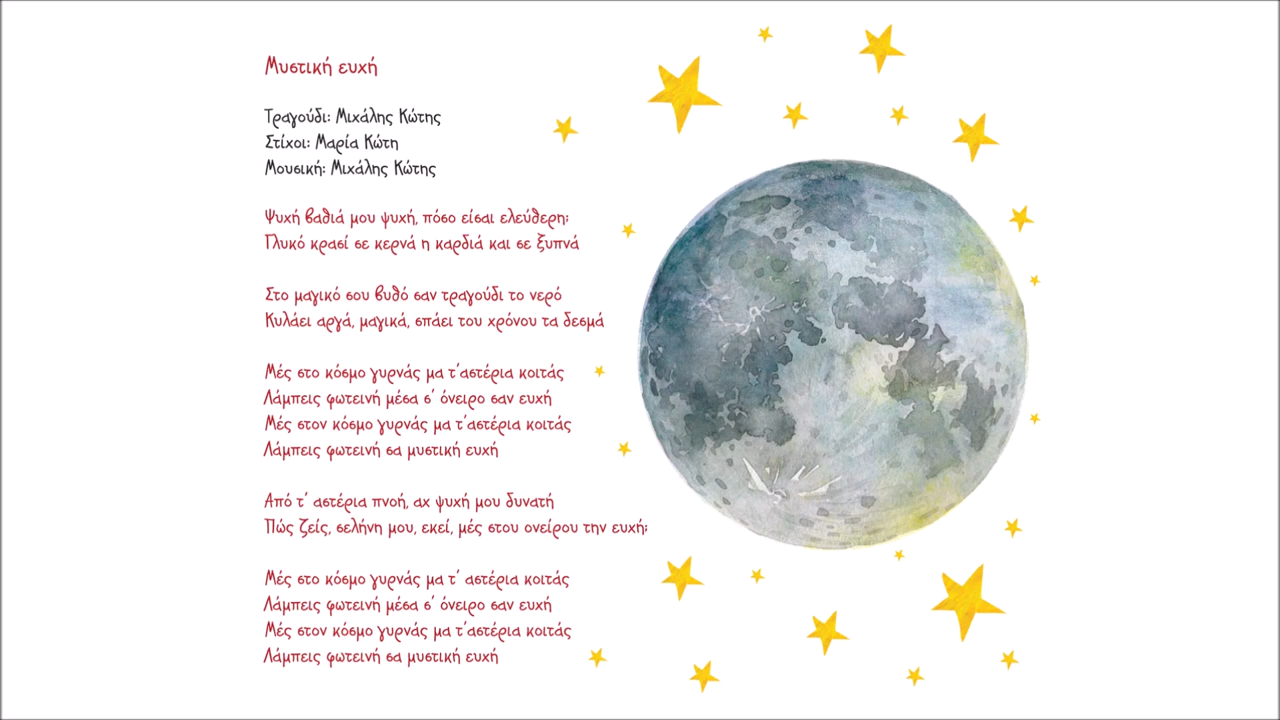 Μυστική ευχή
Τραγούδι: Μιχάλης Κώτης
Στίχοι: Μαρία Κώτη
Μουσική: Μιχάλης Κώτης
Ψυχή βαθιά μου ψυχή, πόσο είσαι ελεύθερη;
Γλυκό κρασί σε κερνά η καρδιά και σε ξυπνά
Στο μαγικό σου βυθό σαν τραγούδι το νερό
Κυλάει αργά, μαγικά, σπάει του χρόνου τα δεσμά
Μές στο κόσμο γυρνάς μα τ΄αστέρια κοιτάς
Λάμπεις φωτεινή μέσα σ΄ όνειρο σαν ευχή
Μές στον κόσμο γυρνάς μα τ΄αστέρια κοιτάς
Λάμπεις φωτεινή σα μυστική ευχή
Από τ΄ αστέρια πνοή, αχ ψυχή μου δυνατή
Πώς ζείς, σελήνη μου, εκεί, μές στου ονείρου την ευχή;
Μές στο κόσμο γυρνάς μα τ΄ αστέρια κοιτάς
Λάμπεις φωτεινή μέσα σ΄ όνειρο σαν ευχή
Μές στον κόσμο γυρνάς μα τ΄αστέρια κοιτάς
Λάμπεις φωτεινή σα μυστική ευχή